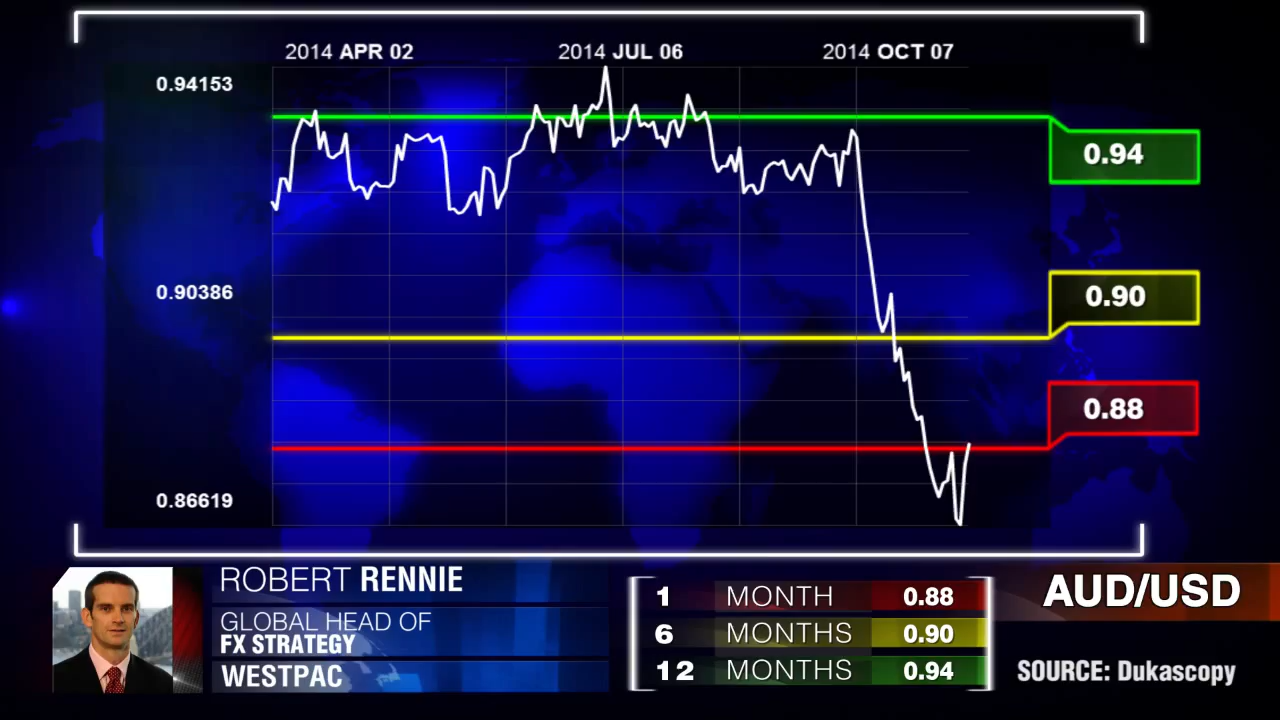 2014 APR 02 2014 JUL 06 2014 OCT 07
0.94153
0.94
0.90386
0.90
0.88
0.86619
ROBERT RENNIE
GLOBAL HEAD OF
FX STRATEGY
WESTPAC
1 MONTH 0.88
6 MONTHS 0.90
12 MONTHS 0.94
AUD/USD
SOURCE: Dukascopy